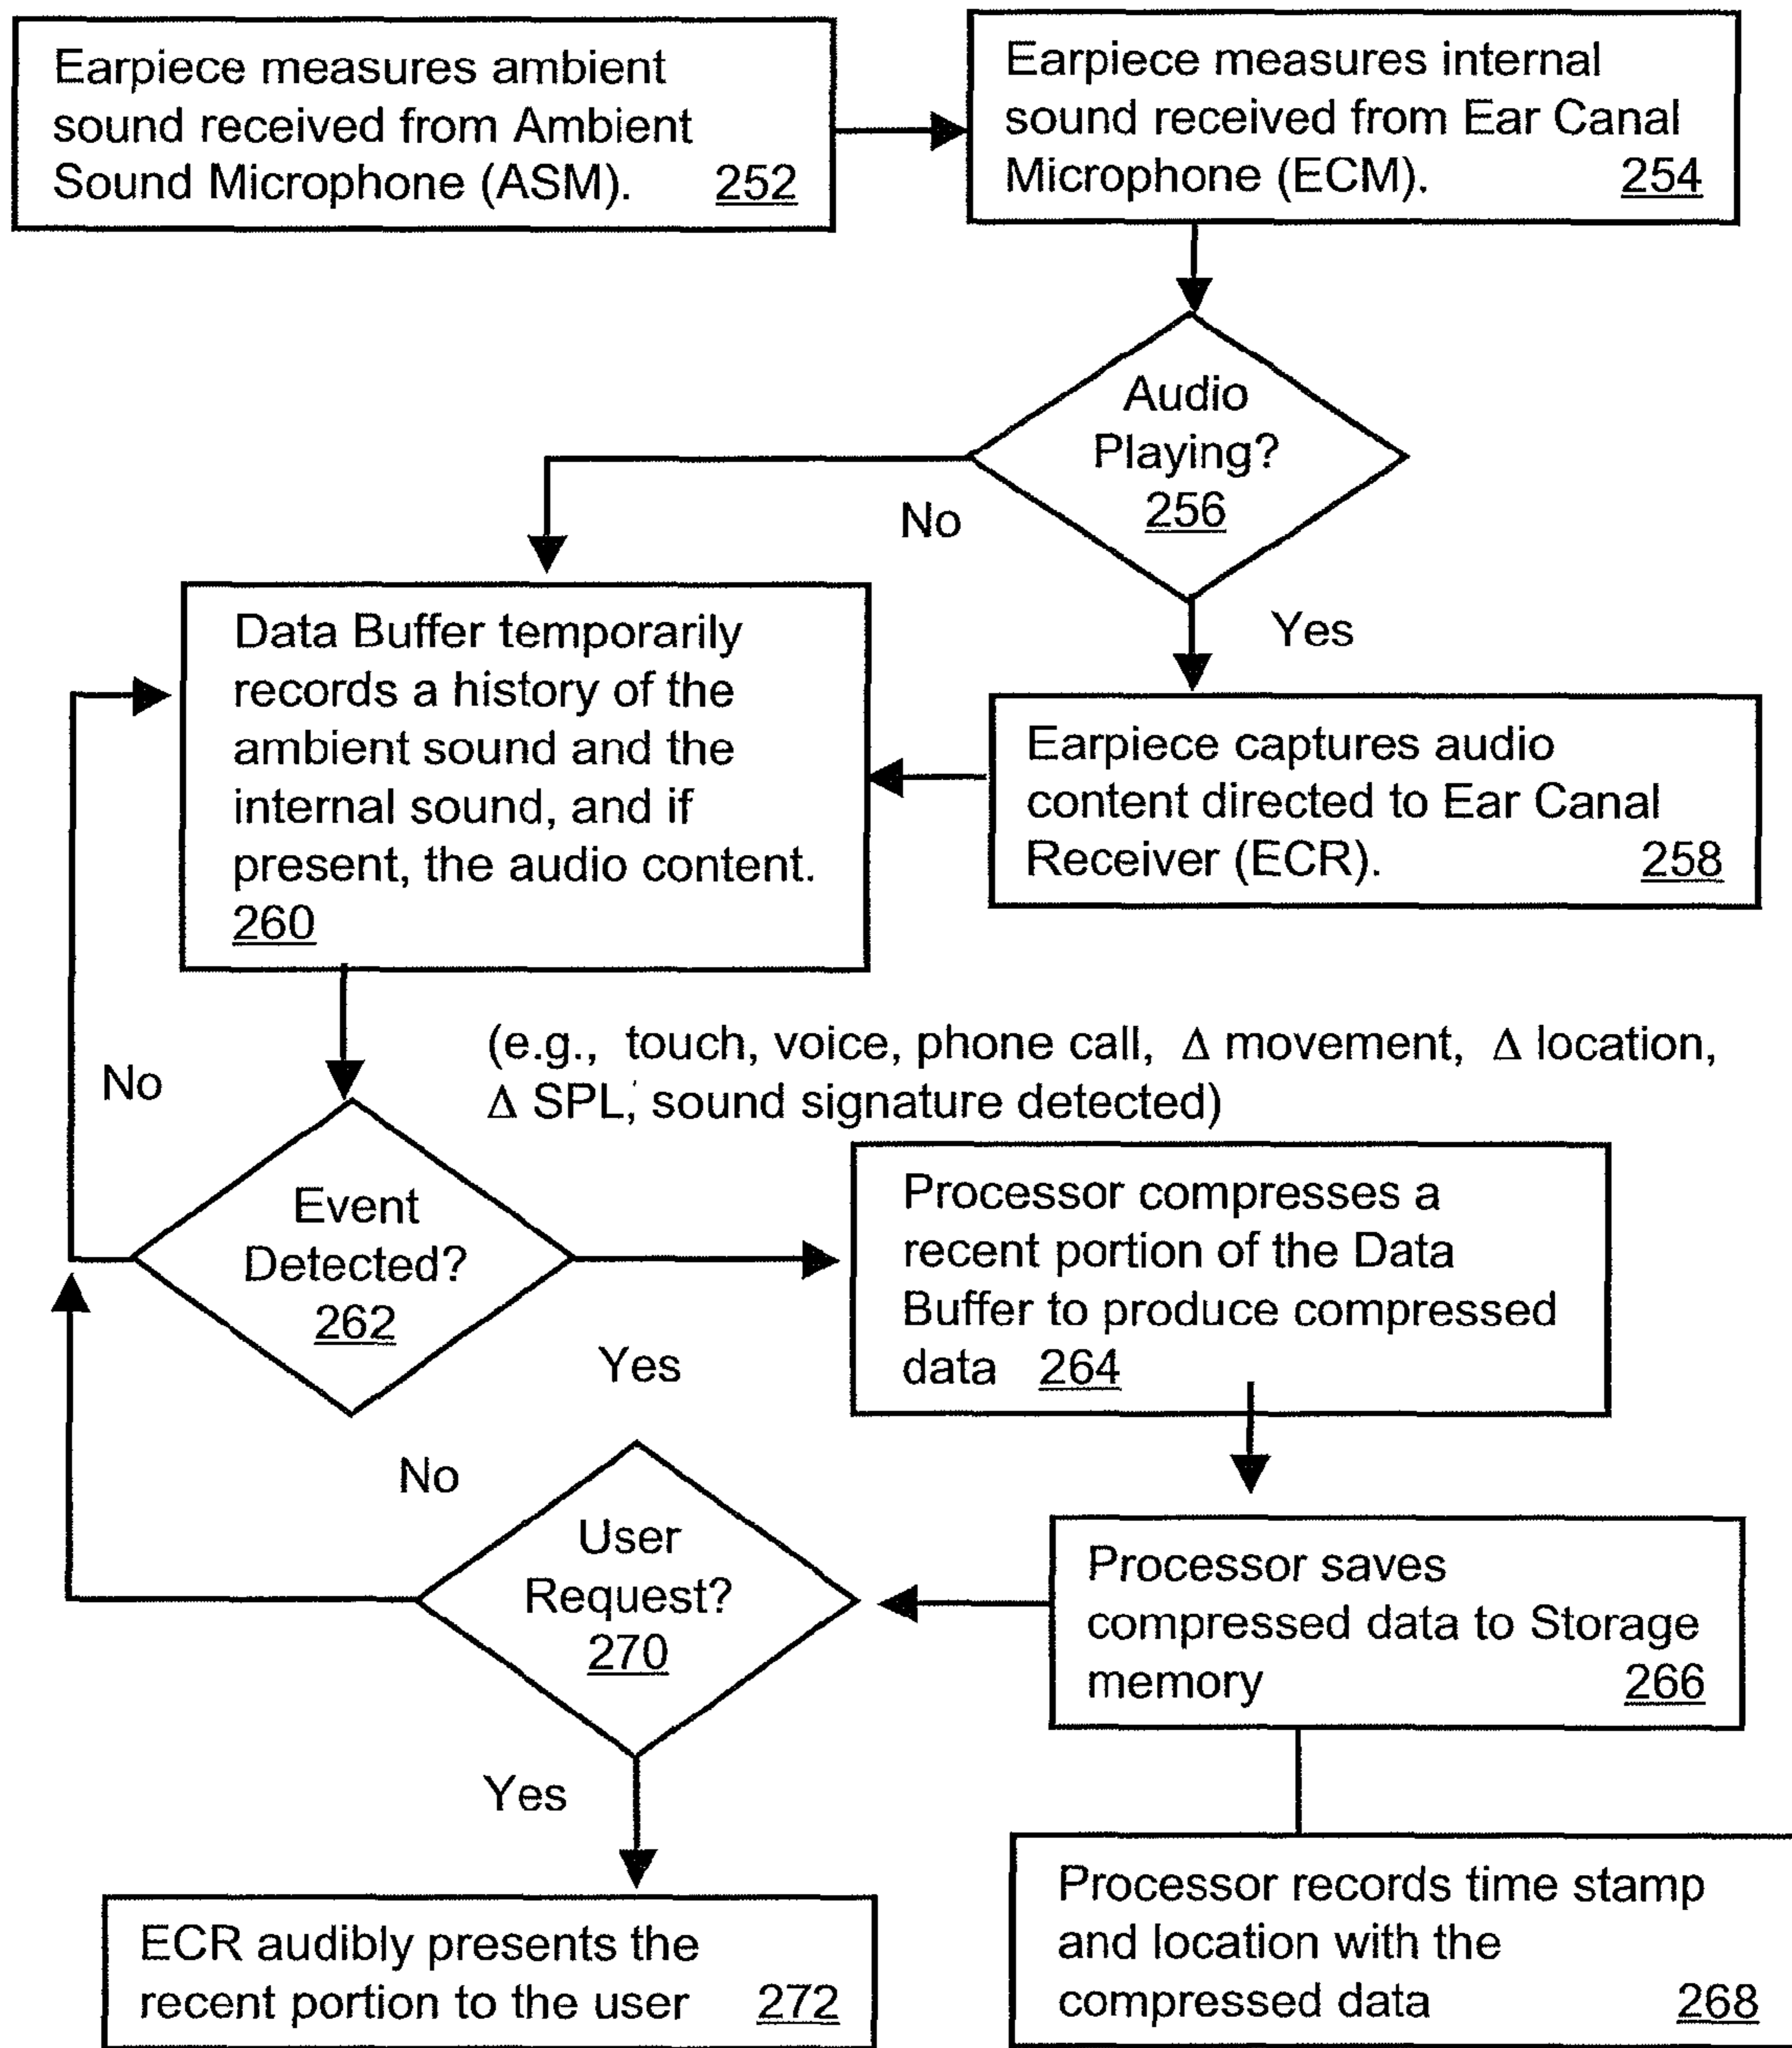 Earpiece measures ambient
sound received from Ambient
Sound Microphone (ASM). 252
Earpiece measures internal
sound received from Ear Canal
Microphone (ECM). 254
Audio
Playing?
256
No
Yes
Data Buffer temporarily
records a history of the
ambient sound and the
internal sound, and if
present, the audio content.
260
Earpiece captures audio
content directed to Ear Canal
Receiver (ECR). 258
(e.g., touch, voice, phone call, Δ movement, Δ location,
Δ SPL, sound signature detected)
No
Event
Detected?
262
Yes
Processor compresses a
recent portion of the Data
Buffer to produce compressed
data 264
No
User
Request?
270
Processor saves
compressed data to Storage
memory 266
Yes
ECR audibly presents the
recent portion to the user 272
Processor records time stamp
and location with the
compressed data 268